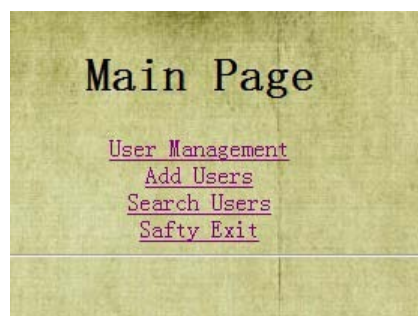 Main Page
User Management
Add Users
Search Users
Safty Exit